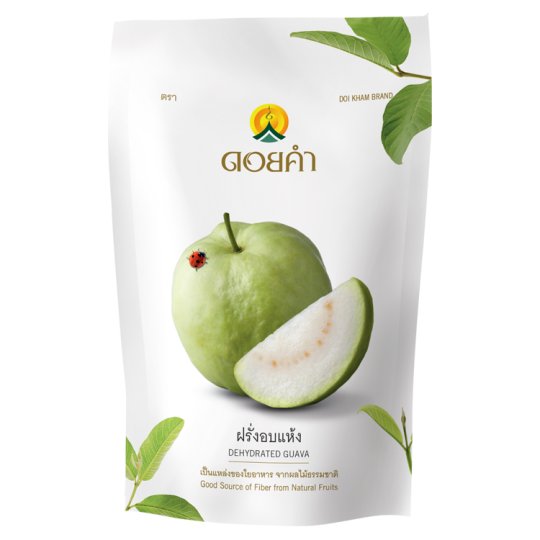 ตรา
DOI KHAM BRAND
ดอยคำ
ฝรั่งอบแห้ง
DEHYDRATED GUAVA
เป็นแหล่งของใยอาหาร จากผลไม้ธรรมชาติ
Good Source of Fiber from Natural Fruits